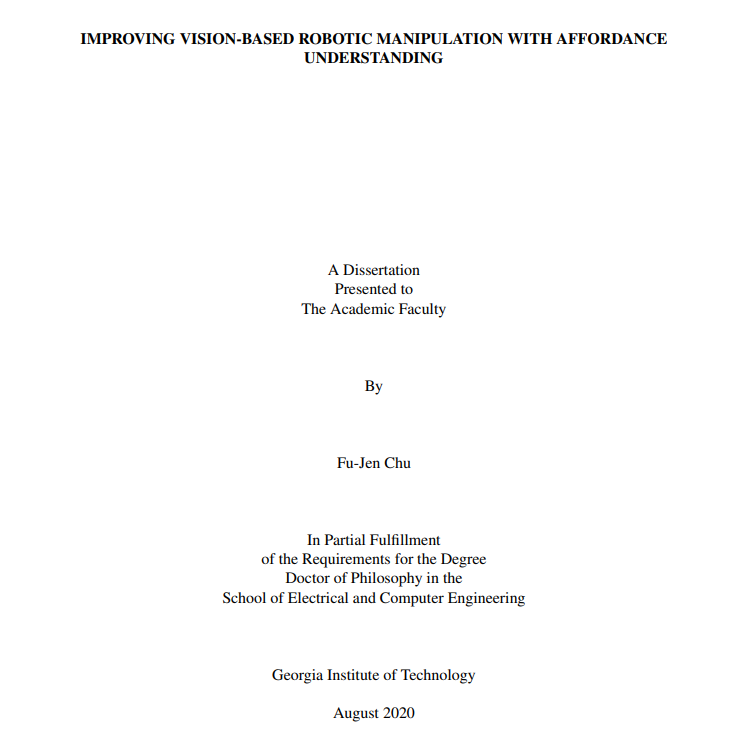 IMPROVING VISION-BASED ROBOTIC MANIPULATION WITH AFFORDANCE
UNDERSTANDING
A Dissertation
Presented to
The Academic Faculty
By
Fu-Jen Chu
In Partial Fulfillment
of the Requirements for the Degree
Doctor of Philosophy in the
School of Electrical and Computer Engineering
Georgia Institute of Technology
August 2020